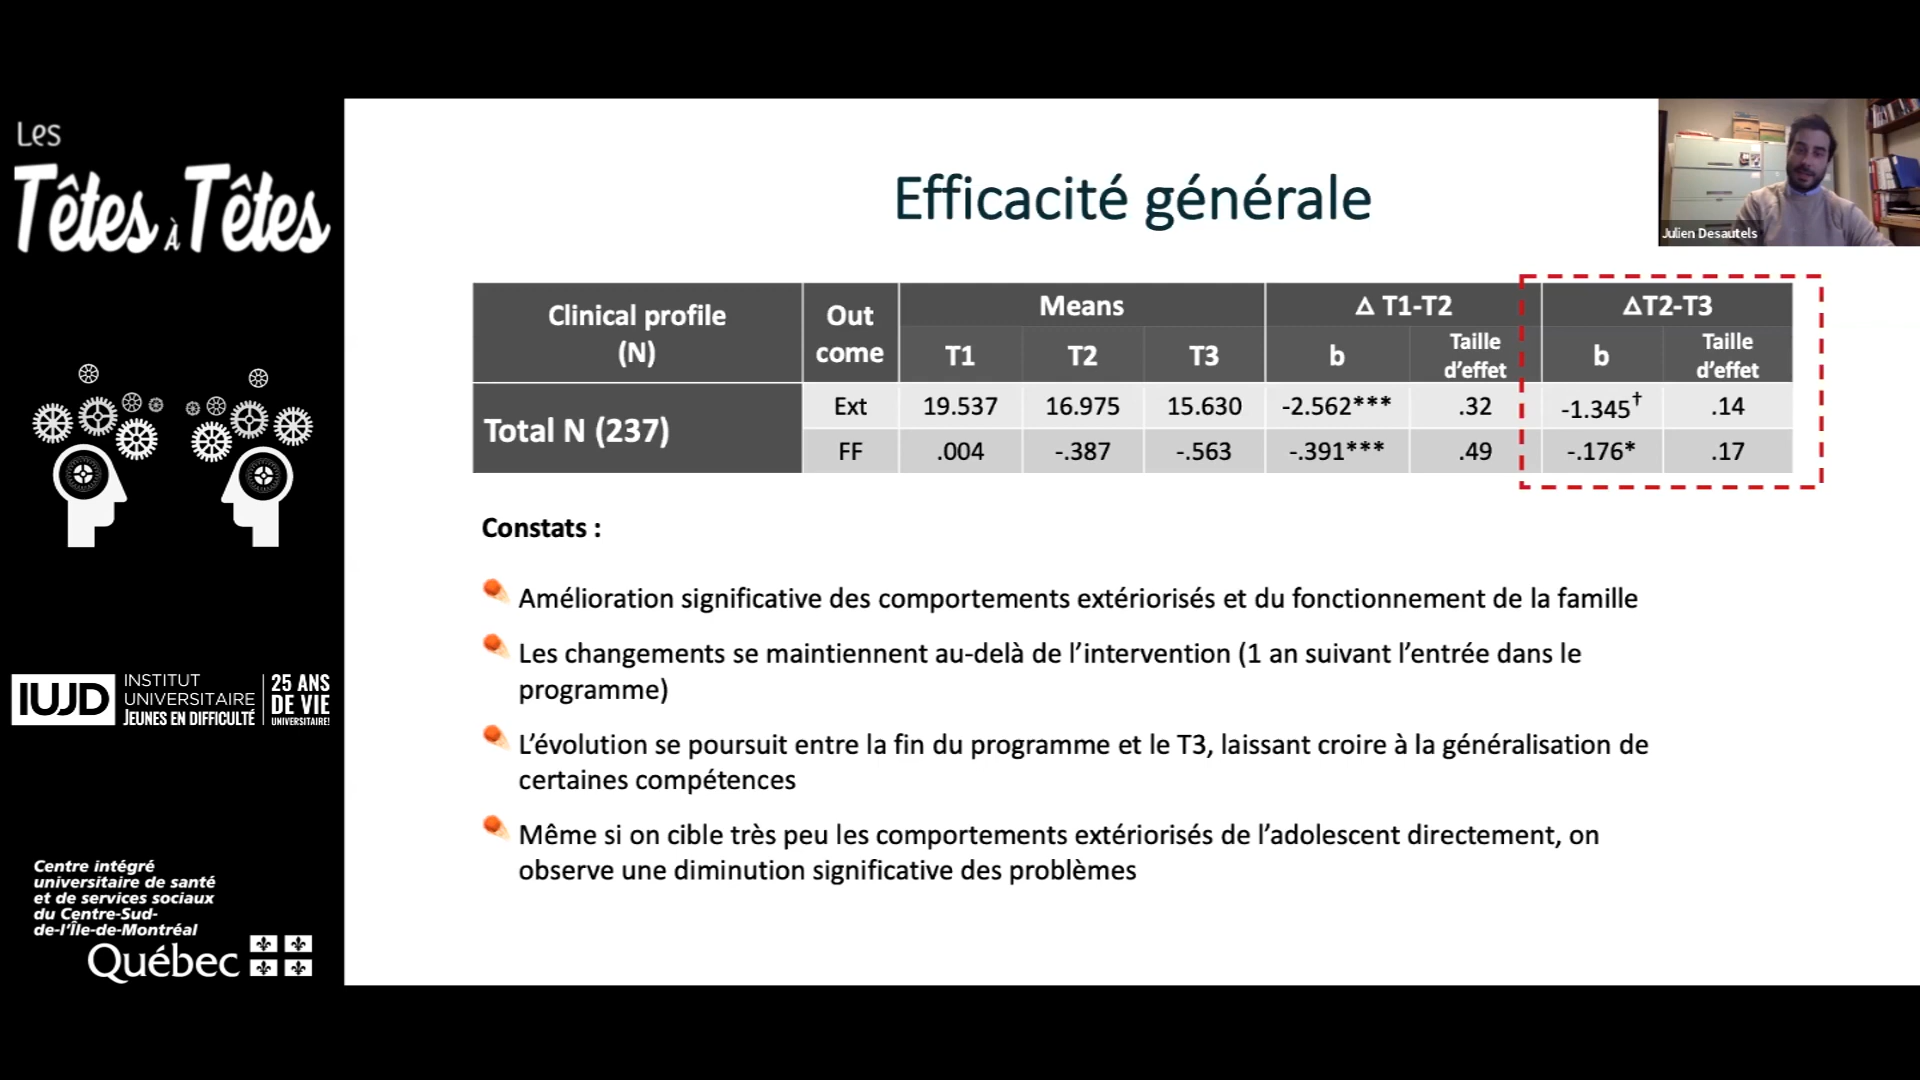 Les
Têtes À Têtes
IUJD
INSTITUT
UNIVERSITAIRE
JEUNES EN DIFFICULTÉ
25 ANS
DE VIE
UNIVERSITAIRE!
Centre intégré
universitaire de santé
et de services sociaux
du Centre-Sud-
de-l'Île-de-Montréal
Québec
Efficacité générale
Julien Desautels
Clinical profile
(N)
Out
come
Means
Δ T1-T2
ΔT2-T3
T1 T2 T3 b Taille
d'effet
b Taille
d'effet
Total N (237)
Ext 19.537 16.975 15.630 -2.562*** .32 -1.345† .14
FF .004 -.387 -.563 -.391*** .49 -.176* .17
Constats :
Amélioration significative des comportements extériorisés et du fonctionnement de la famille
Les changements se maintiennent au-delà de l'intervention (1 an suivant l'entrée dans le
programme)
L'évolution se poursuit entre la fin du programme et le T3, laissant croire à la généralisation de
certaines compétences
Même si on cible très peu les comportements extériorisés de l'adolescent directement, on
observe une diminution significative des problèmes